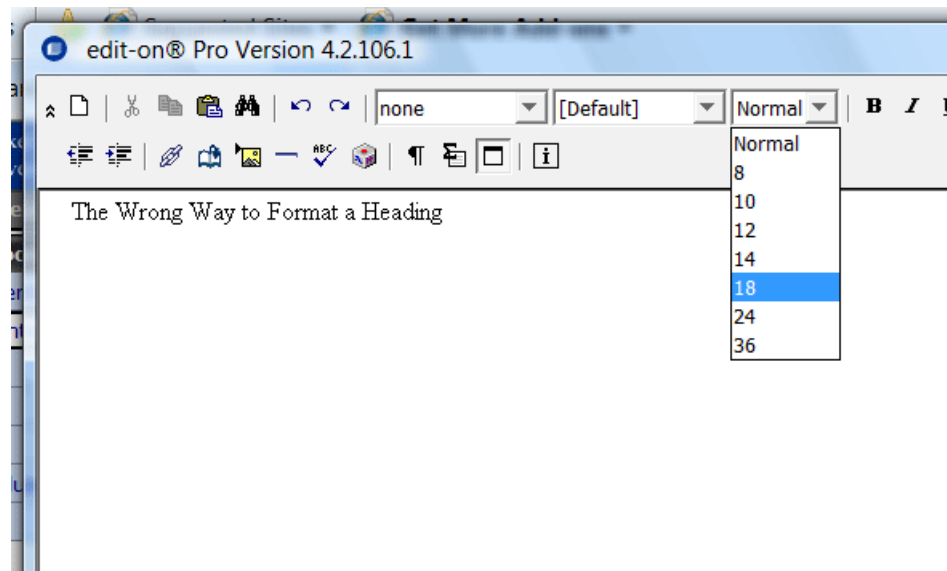 edit-on® Pro Version 4.2.106.1
none [Default] Normal B I
ABC ¶ i
The Wrong Way to Format a Heading
Normal
8
10
12
14
18
24
36